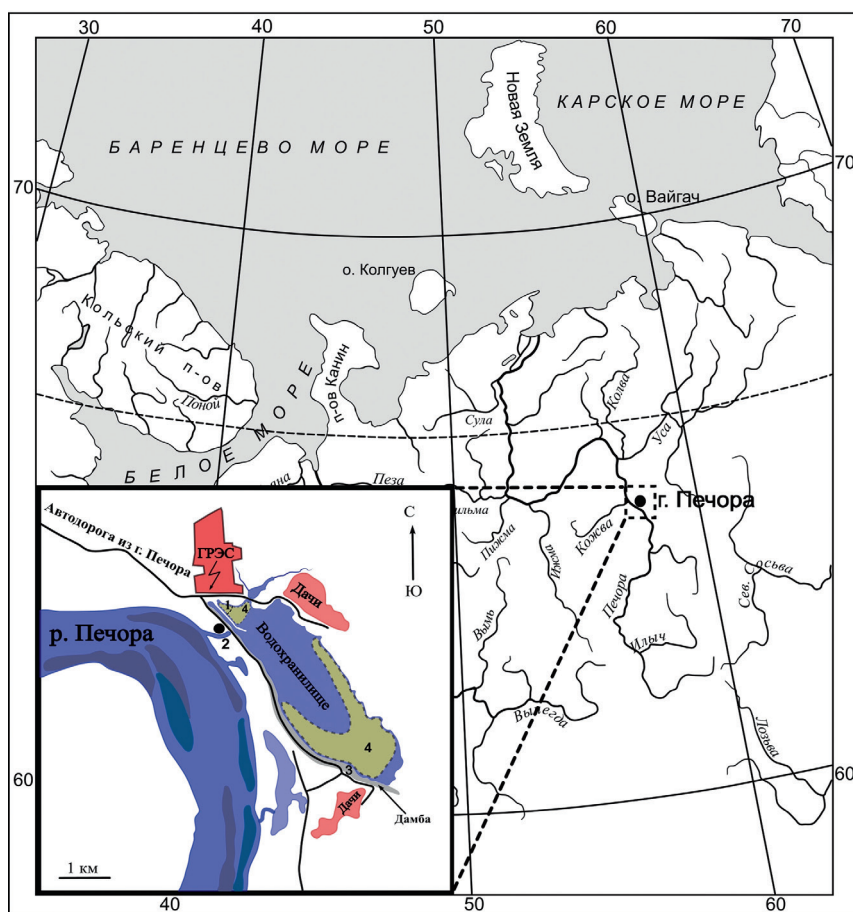 30 40 50 60 70
КАРСКОЕ МОРЕ
Новая Земля
БАРЕНЦЕВО МОРЕ
70 70
о. Вайгач
о. Колгуев
Кольский
п-ов
Поной
п-ов Канин
БЕЛОЕ МОРЕ
Сула
Колва
Уса
Пеза
г. Печора
Пижма
Ижма
Кожва
Печора
Сев. Сосьва
Вымь
Илыч
Вычегда
Лозьва
60 60
Автодорога из г. Печора
ГРЭС
С
Ю
Дачи
1 4
р. Печора
2
Водохранилище
4
3
Дачи
Дамба
1 км
40 50 60